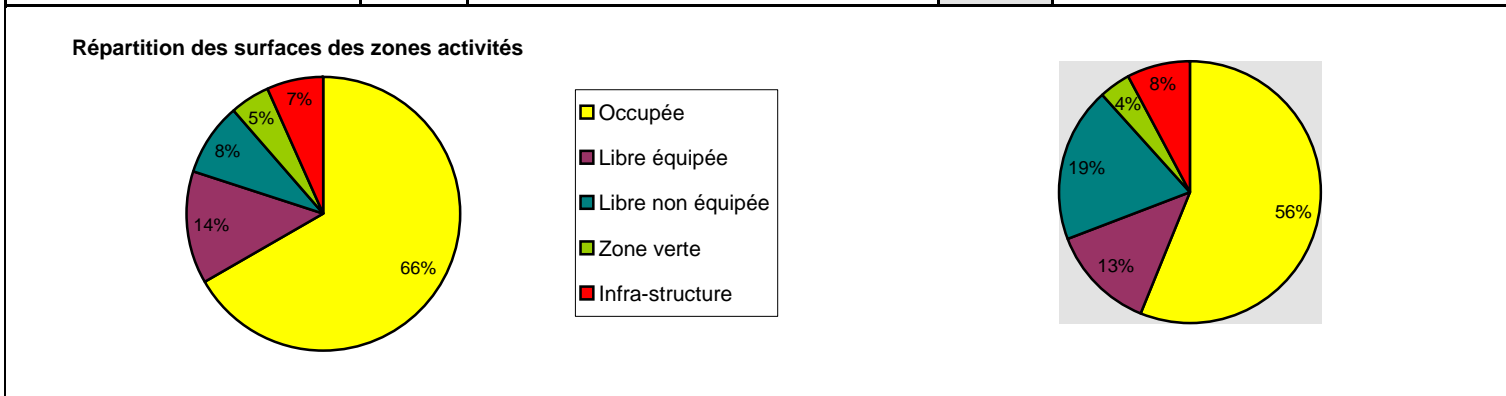 Répartition des surfaces des zones activités
7%
5%
8%
14%
66%
Occupée
Libre équipée
Libre non équipée
Zone verte
Infra-structure
8%
4%
19%
56%
13%